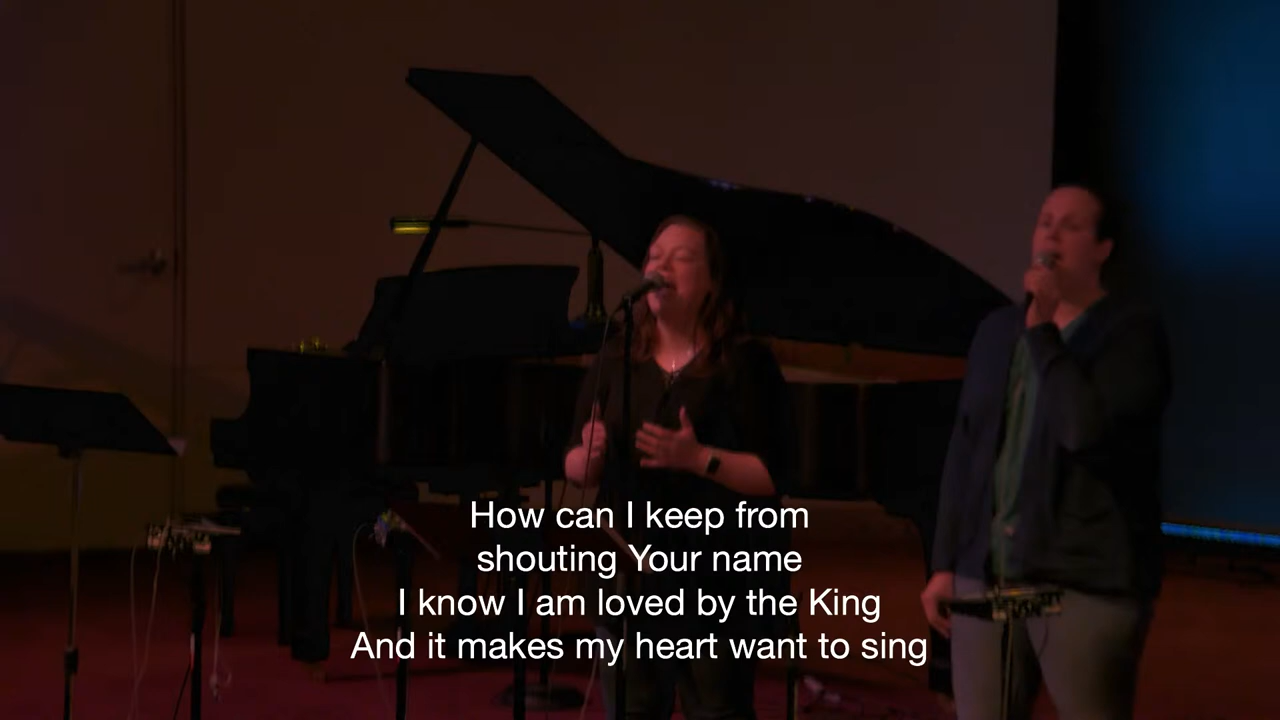 How can I keep from
shouting Your name
I know I am loved by the King
And it makes my heart want to sing